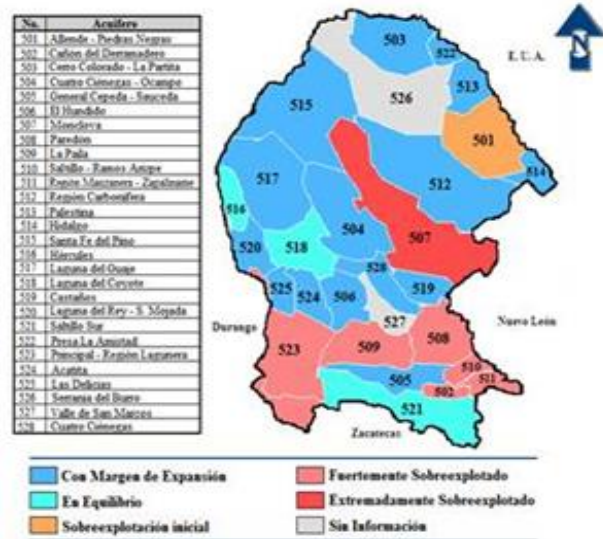 No. Acuífero
501 Allende - Piedras Negras
502 Cañon del Derramadero
503 Cerro Colorado - La Partita
504 Cuatro Ciénegas - Ocampo
505 General Cepeda - Sauceda
506 El Hundido
507 Monclova
508 Paredón
509 La Paila
510 Saltillo - Ramos Arizpe
511 Región Manzanera - Zapaliname
512 Región Carbonífera
513 Palestina
514 Hidalgo
515 Santa Fe del Pino
516 Hércules
517 Laguna del Guaje
518 Laguna del Coyote
519 Castaños
520 Laguna del Rey - S. Mojada
521 Saltillo Sur
522 Presa La Amistad
523 Principal - Región Lagunera
524 Acatita
525 Las Delicias
526 Serranía del Burro
527 Valle de San Marcos
528 Cuatro Ciénegas
N
E. U. A.
503
522
513
526
515
501
514
512
517
516
504
507
518
520
528
519
525
524
506
527
Durango
Nuevo León
523
509
508
510
511
505
502
521
Zacatecas
Con Margen de Expansión
Fuertemente Sobreexplotado
En Equilibrio
Extremadamente Sobreexplotado
Sobreexplotación inicial
Sin Información